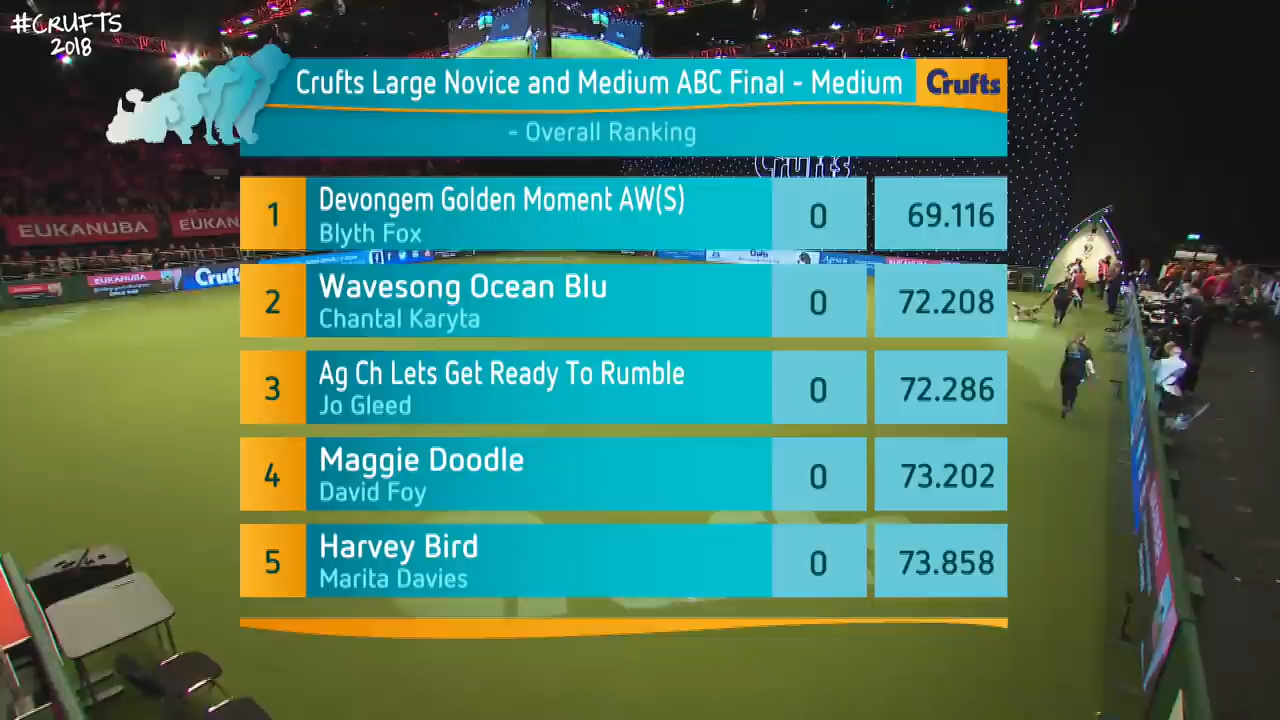 #CRUFTS
2018
Crufts Large Novice and Medium ABC Final - Medium
Crufts
- Overall Ranking
Crufts
1
Devongem Golden Moment AW(S)
Blyth Fox
0
69.116
EUKANUBA
EUKAN
EUKANUBA
Crufts
2
Wavesong Ocean Blu
Chantal Karyta
0
72.208
3
Ag Ch Lets Get Ready To Rumble
Jo Gleed
0
72.286
4
Maggie Doodle
David Foy
0
73.202
5
Harvey Bird
Marita Davies
0
73.858